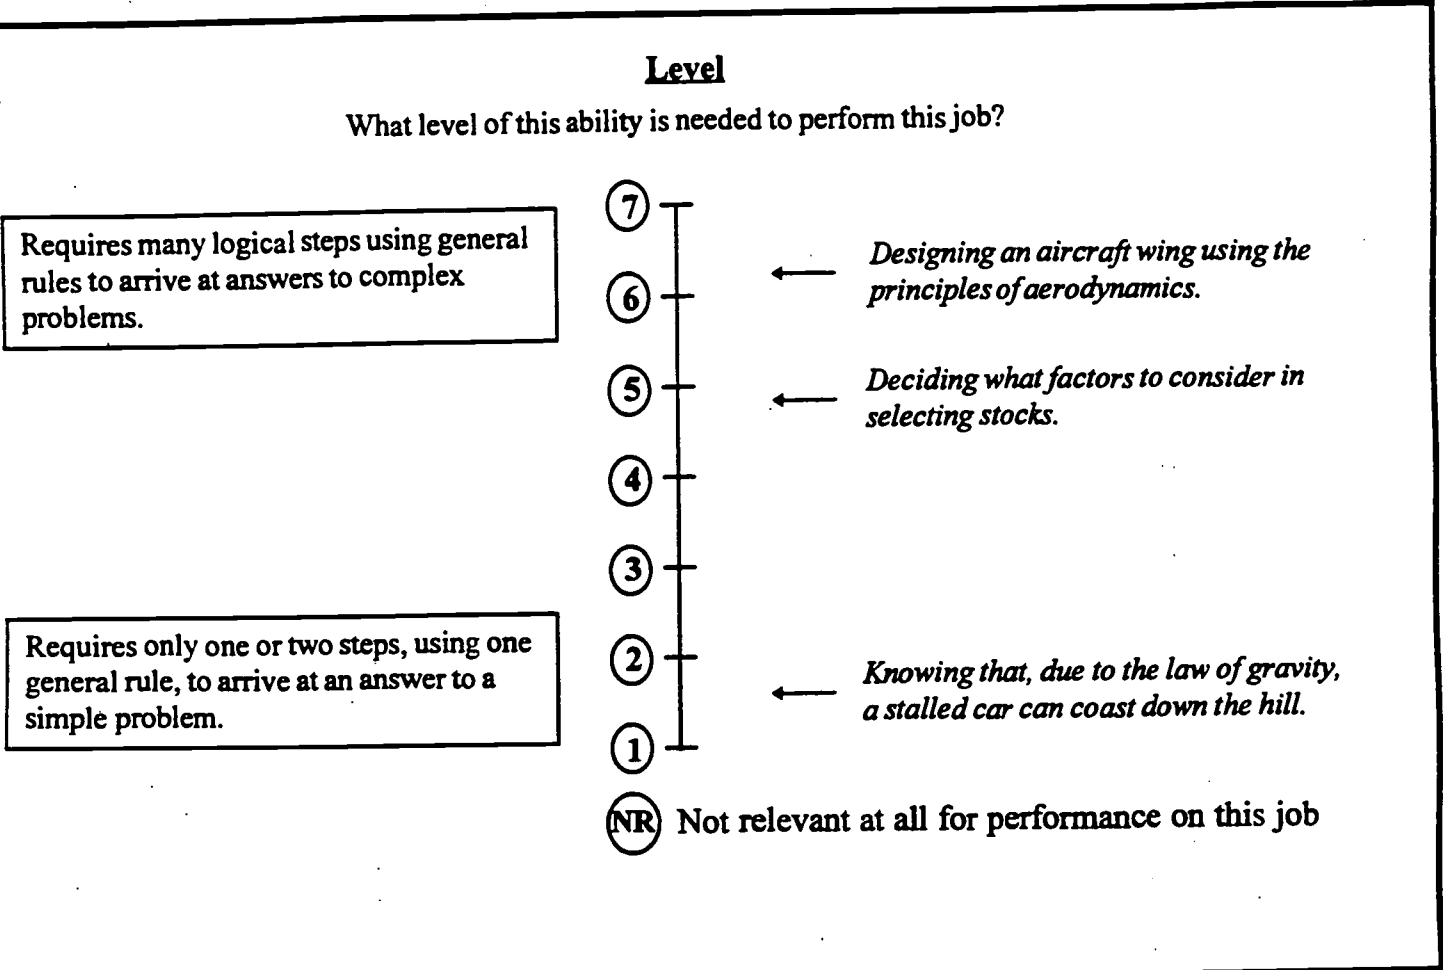 Level
What level of this ability is needed to perform this job?
7
Requires many logical steps using general
rules to arrive at answers to complex
problems.
Designing an aircraft wing using the
principles of aerodynamics.
6
5
Deciding what factors to consider in
selecting stocks.
4
3
Requires only one or two steps, using one
general rule, to arrive at an answer to a
simple problem.
2
Knowing that, due to the law of gravity,
a stalled car can coast down the hill.
1
NR Not relevant at all for performance on this job